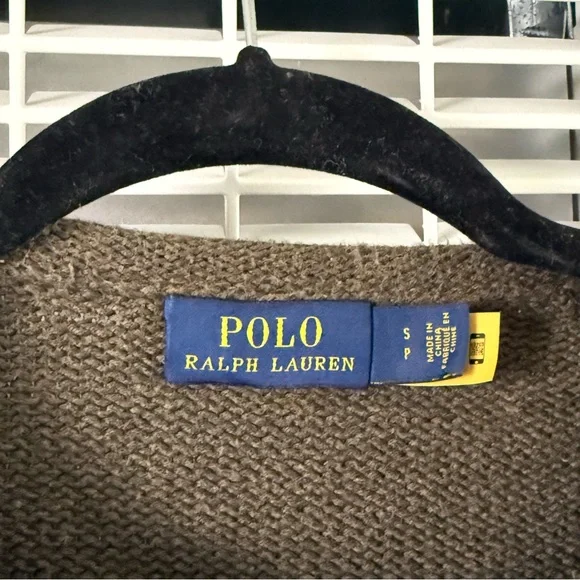 POLO
RALPH LAUREN
S
P
MADE IN
CHINA
FABRIQUÉ EN
CHINE